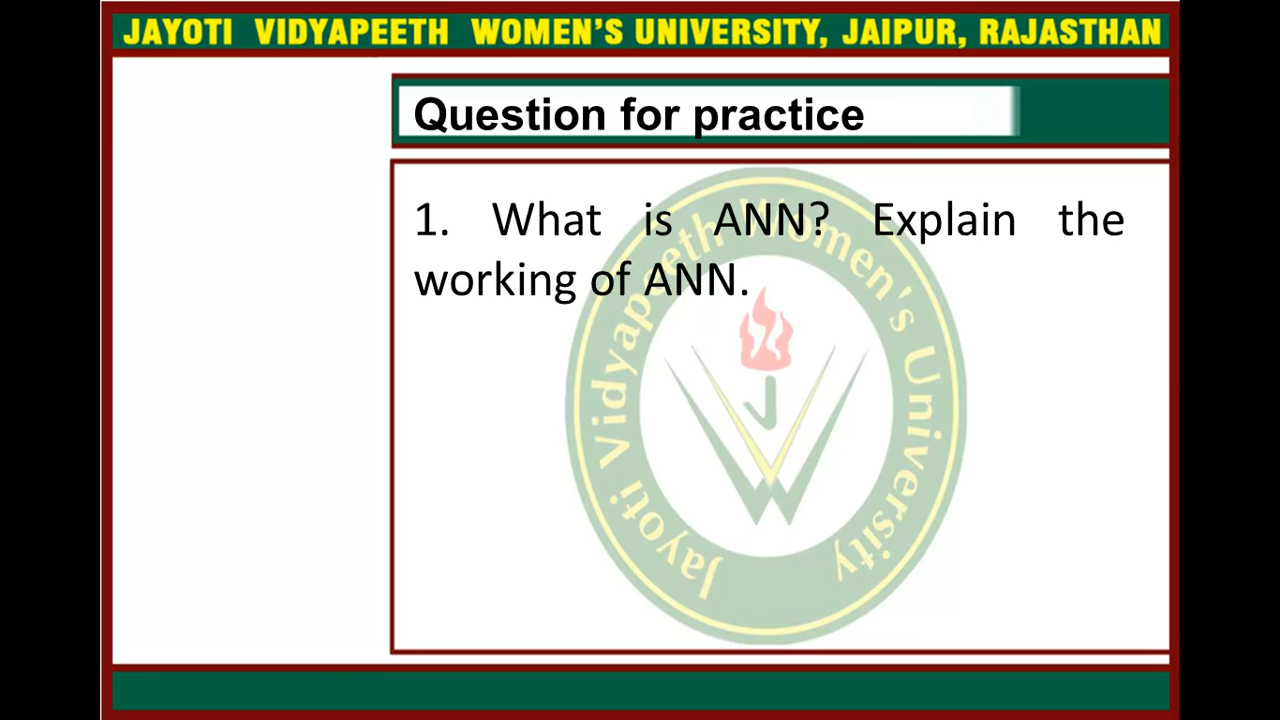 JAYOTI VIDYAPEETH WOMEN'S UNIVERSITY, JAIPUR, RAJASTHAN
Question for practice
1. What is ANN? Explain the
working of ANN.
Jayoti Vidyapeeth Women's University